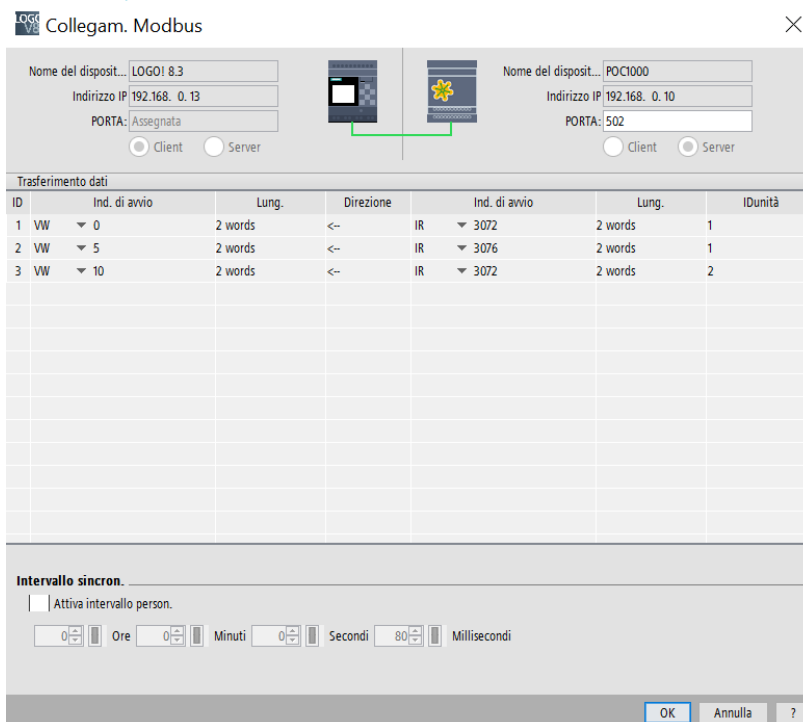 LOGO V8 Collegam. Modbus
Nome del disposit... LOGO! 8.3 Nome del disposit... POC1000
Indirizzo IP 192.168. 0. 13 Indirizzo IP 192.168. 0. 10
PORTA: Assegnata PORTA: 502
Client Server Client Server
Trasferimento dati
ID Ind. di avvio Lung. Direzione Ind. di avvio Lung. IDunità
1 VW 0 2 words <-- IR 3072 2 words 1
2 VW 5 2 words <-- IR 3076 2 words 1
3 VW 10 2 words <-- IR 3072 2 words 2
Intervallo sincron.
Attiva intervallo person.
0 Ore 0 Minuti 0 Secondi 80 Millisecondi
OK Annulla ?